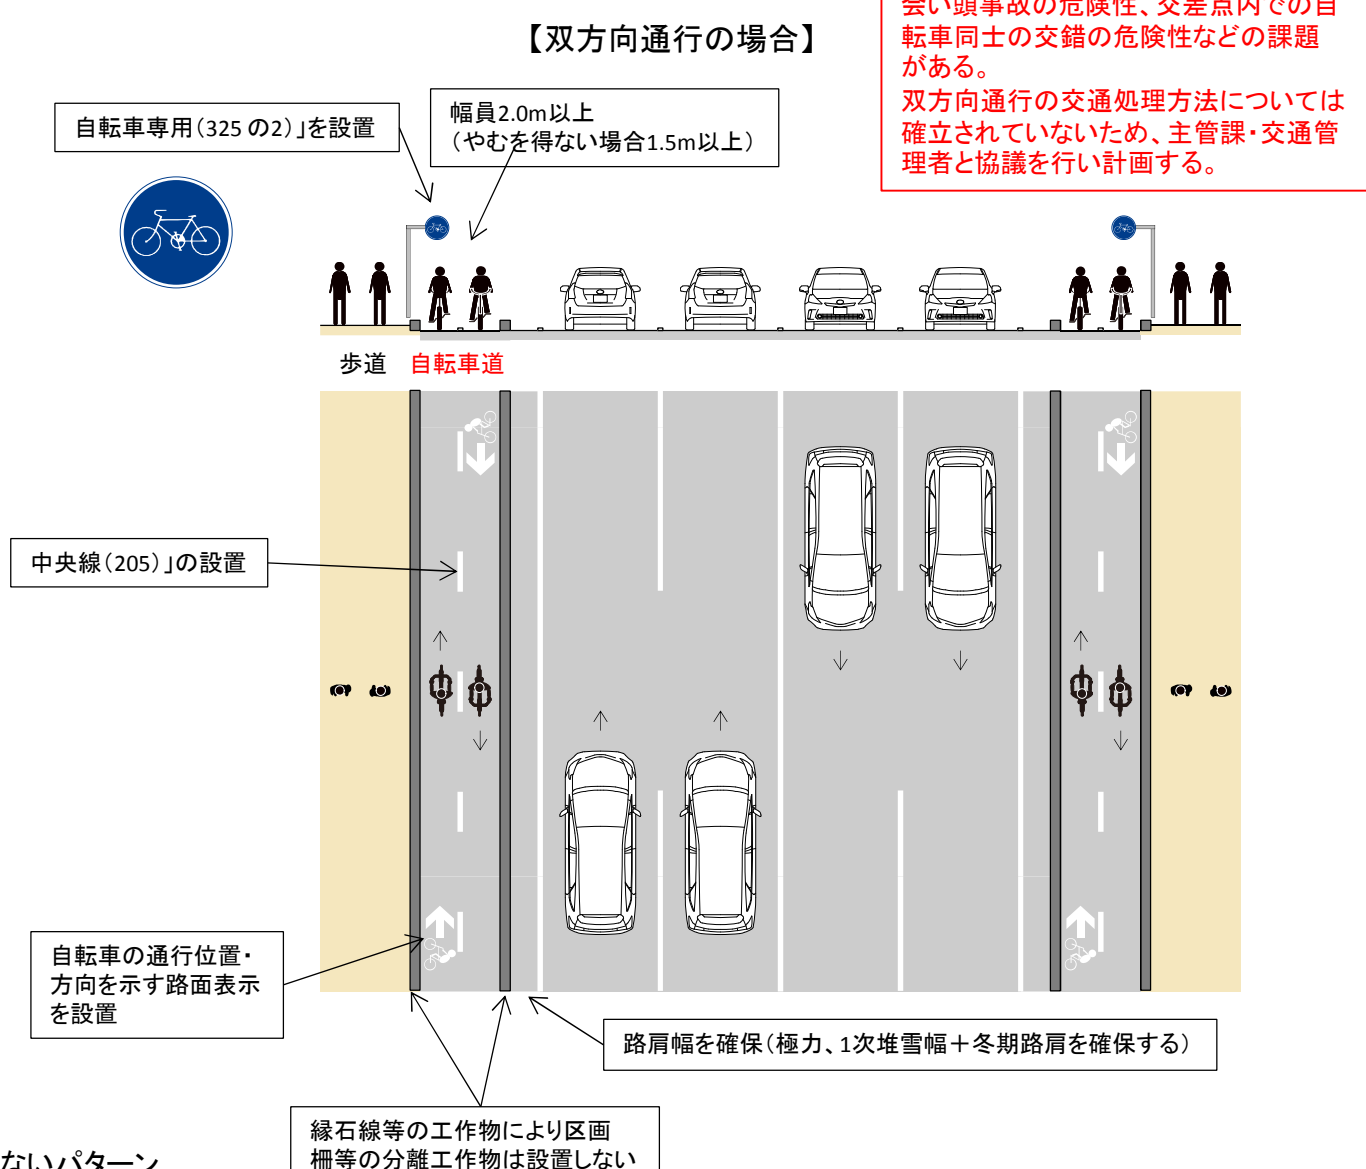 会い頭事故の危険性、交差点内での自
転車同士の交錯の危険性などの課題
がある。
双方向通行の交通処理方法については
確立されていないため、主管課・交通管
理者と協議を行い計画する。
【双方向通行の場合】
自転車専用（325 の2）」を設置
幅員2.0m以上
（やむを得ない場合1.5m以上）
歩道
自転車道
中央線（205）」の設置
自転車の通行位置・
方向を示す路面表示
を設置
路肩幅を確保（極力、1次堆雪幅＋冬期路肩を確保する）
縁石線等の工作物により区画
柵等の分離工作物は設置しない
ないパターン